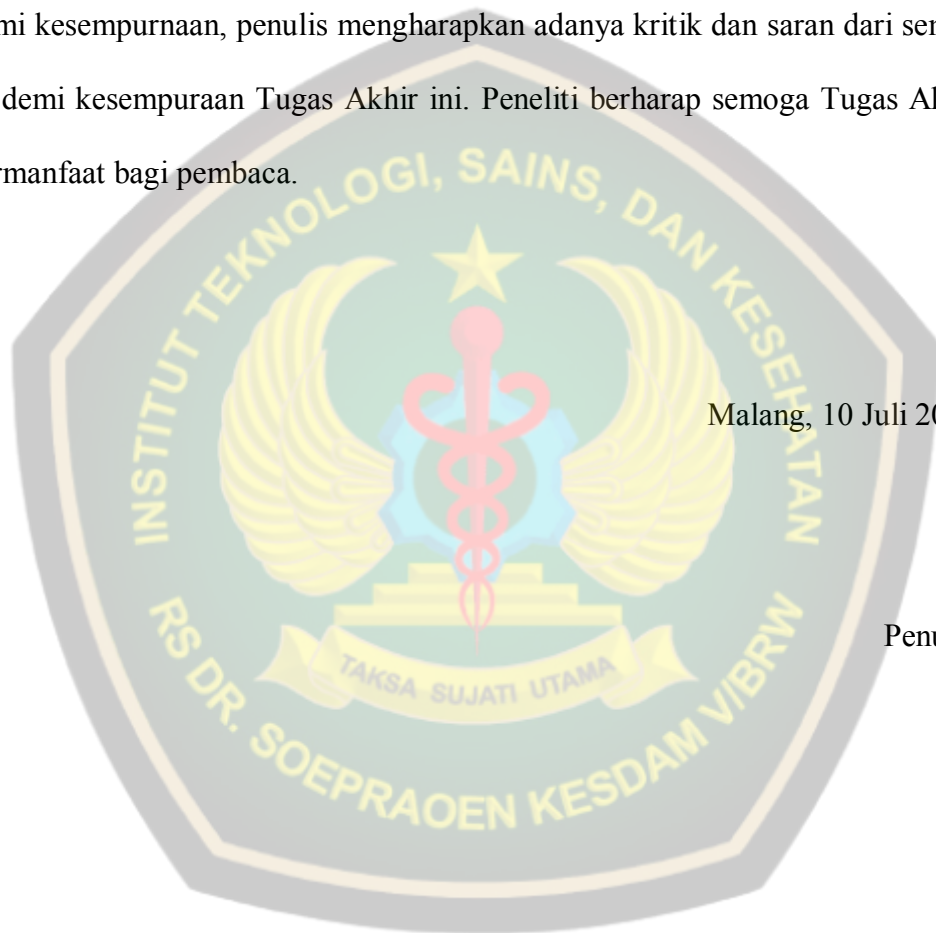 mi kesempurnaan, penulis mengharapkan adanya kritik dan saran dari ser
demi kesempuraan Tugas Akhir ini. Peneliti berharap semoga Tugas Ak
rmanfaat bagi pembaca.
INSTITUT TEKNOLOGI, SAINS, DAN KESEHATAN
Malang, 10 Juli 20
Penu
TAKSA SUJATI UTAMA
RS DR. SOEPRAOEN KESDAM V/BRW